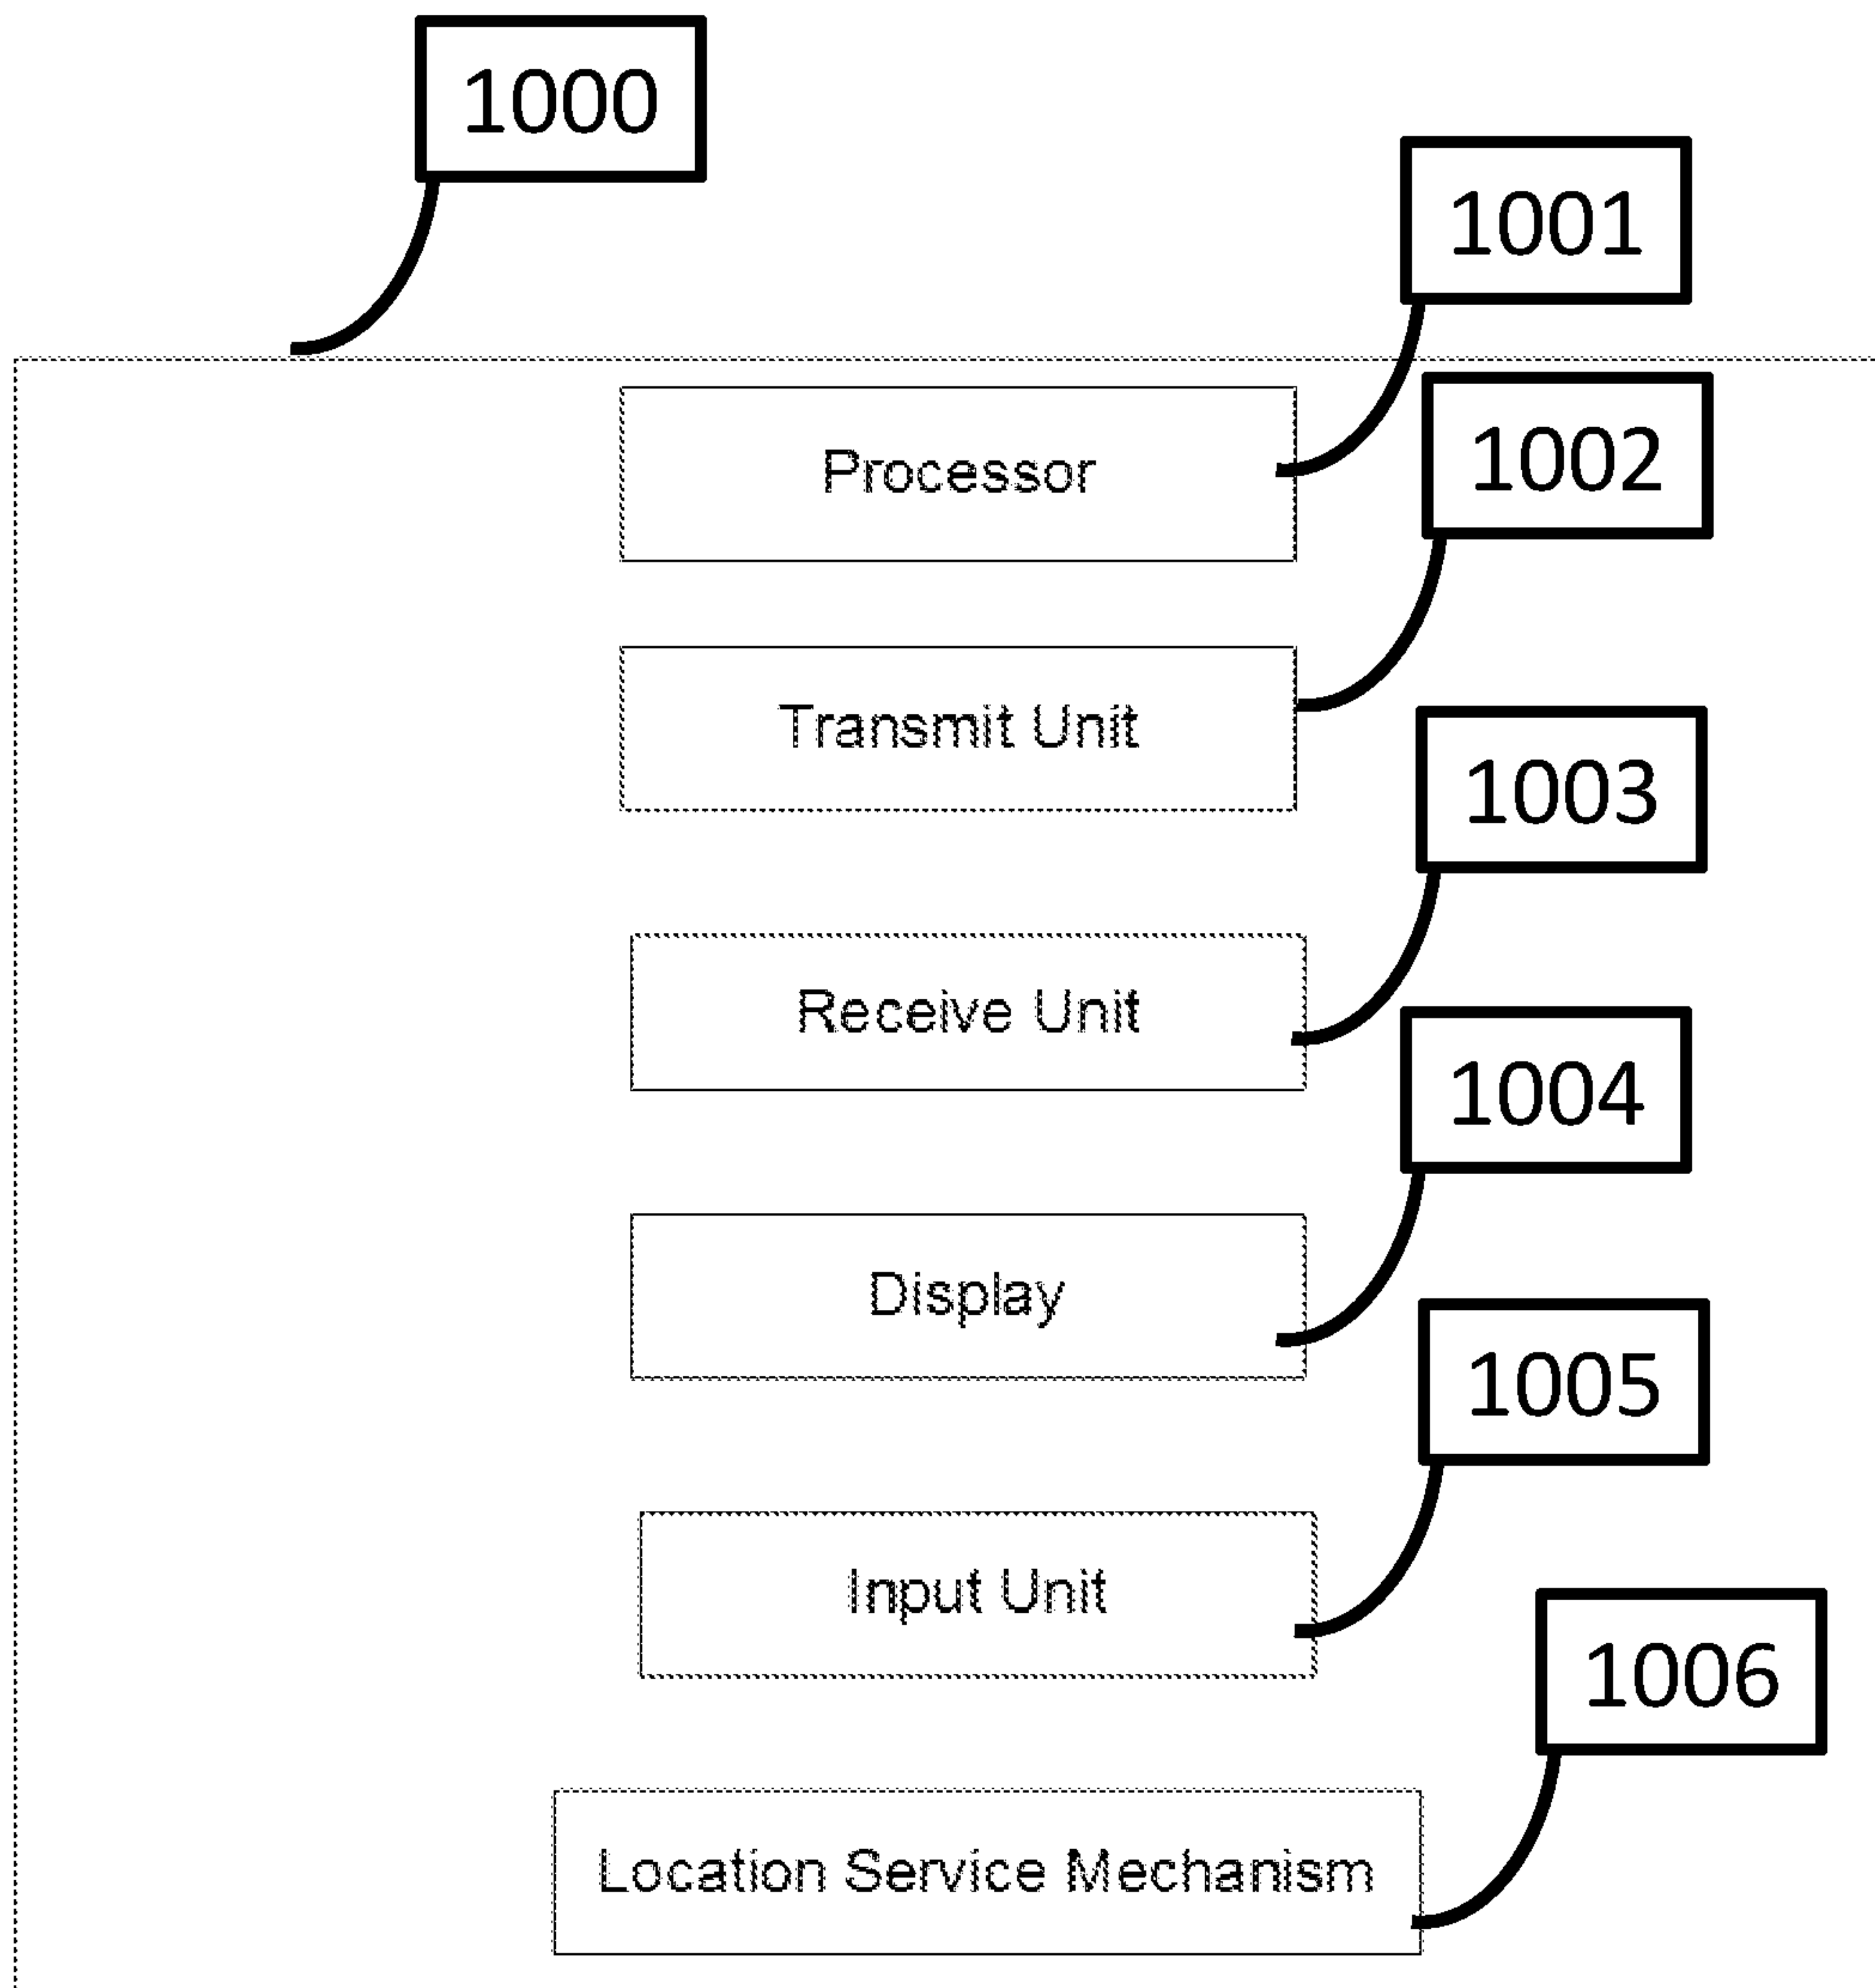 1000
1001
Processor
1002
Transmit Unit
1003
Receive Unit
1004
Display
1005
Input Unit
1006
Location Service Mechanism